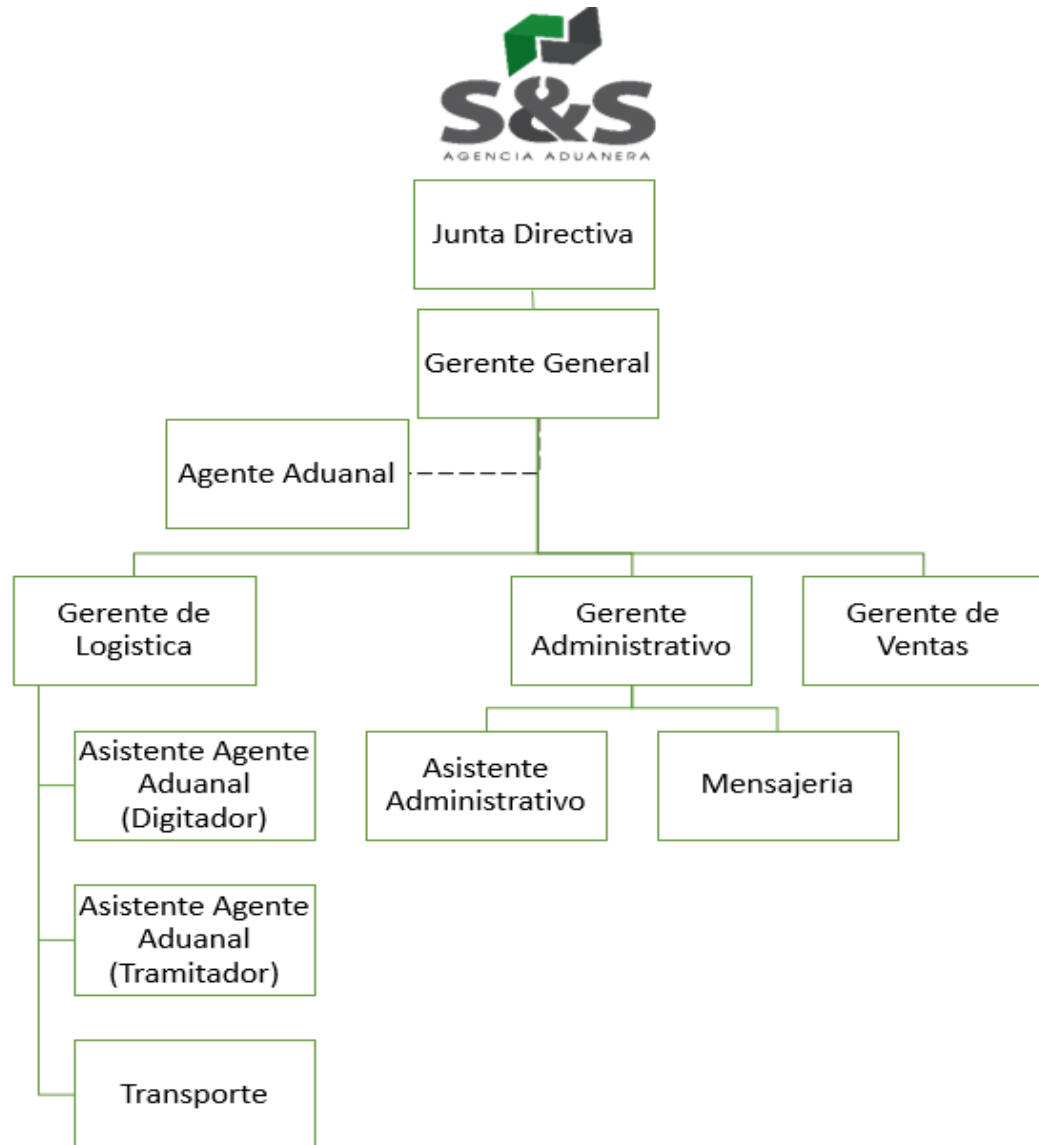 S&S
AGENCIA ADUANERA
Junta Directiva
Gerente General
Agente Aduanal
Gerente de
Logistica
Gerente
Administrativo
Gerente de
Ventas
Asistente Agente
Aduanal
(Digitador)
Asistente
Administrativo
Mensajeria
Asistente Agente
Aduanal
(Tramitador)
Transporte